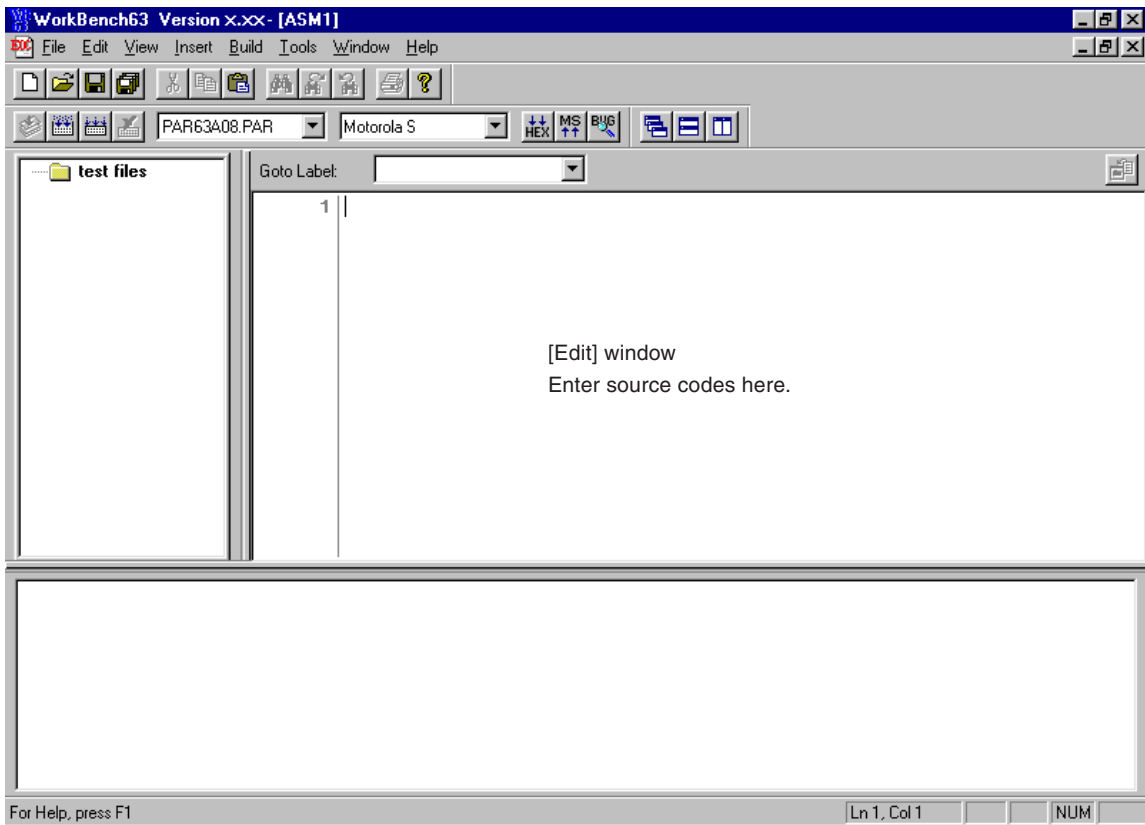 WorkBench63 Version x.xx- [ASM1]
File Edit View Insert Build Tools Window Help
PAR63A08.PAR Motorola S HEX MS BUG
test files
Goto Label:
1
[Edit] window
Enter source codes here.
For Help, press F1 Ln 1, Col 1 NUM